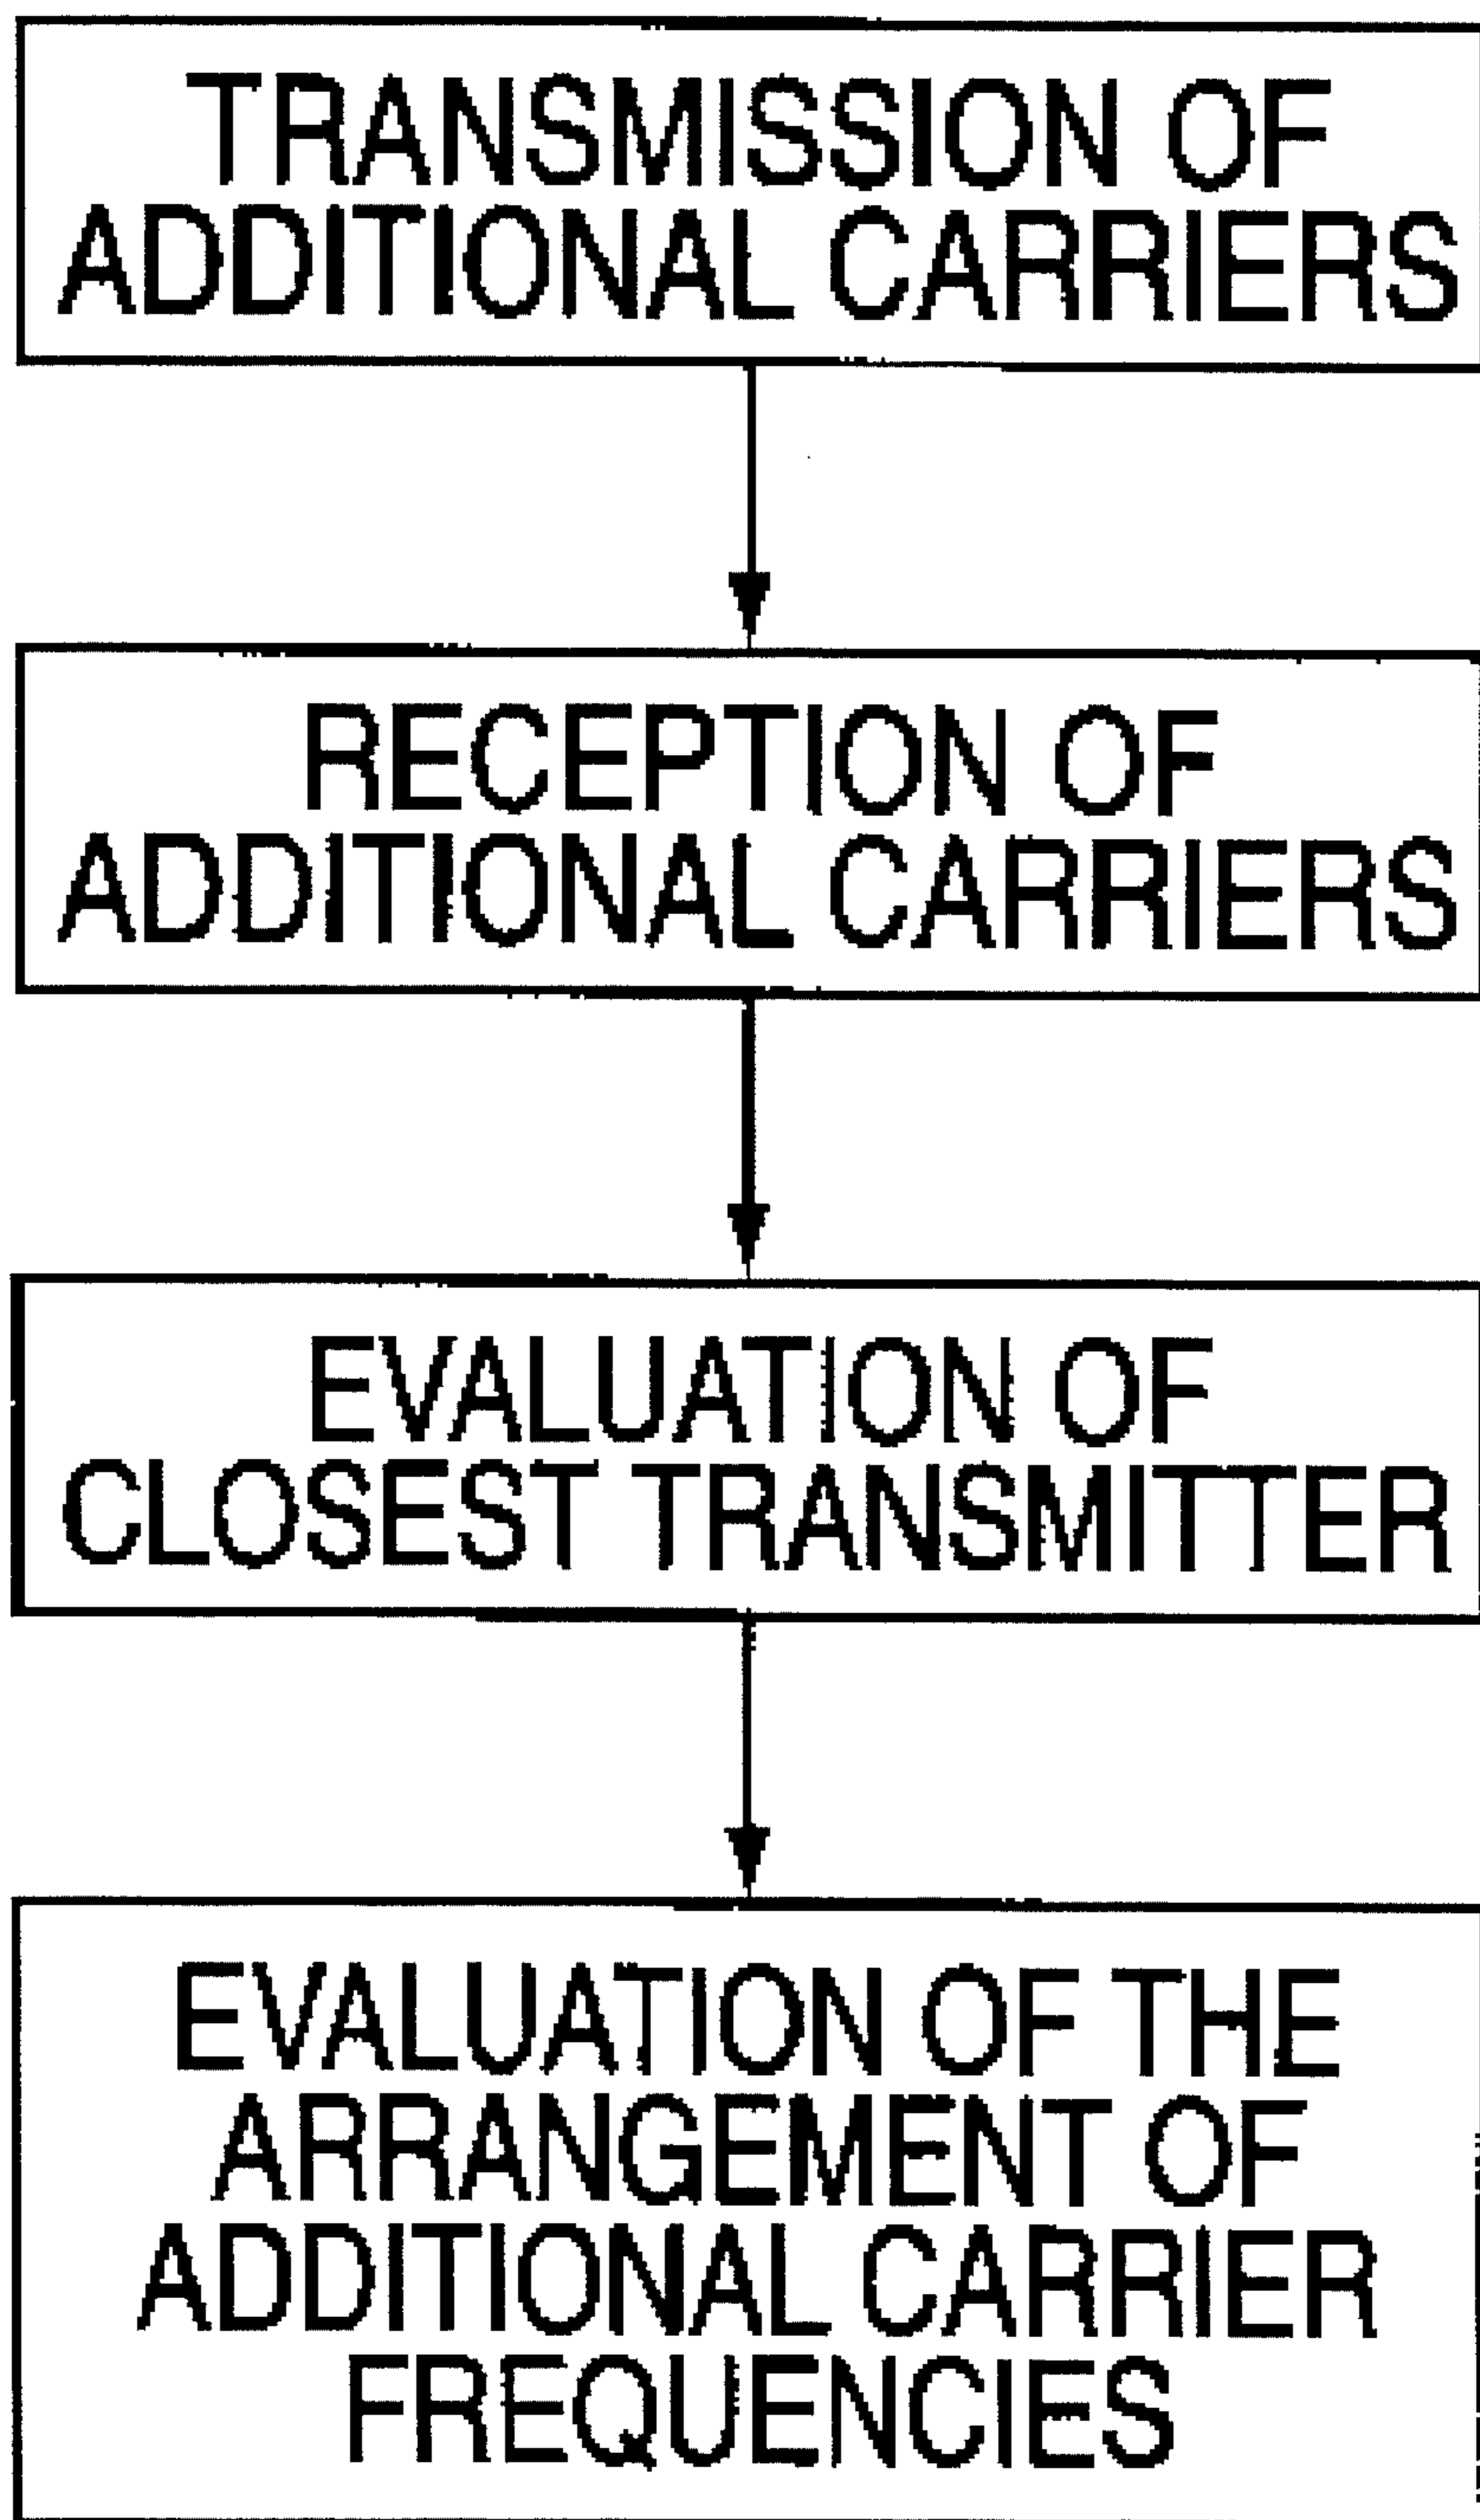 TRANSMISSION OF
ADDITIONAL CARRIERS
RECEPTION OF
ADDITIONAL CARRIERS
EVALUATION OF
CLOSEST TRANSMITTER
EVALUATION OF THE
ARRANGEMENT OF
ADDITIONAL CARRIER
FREQUENCIES